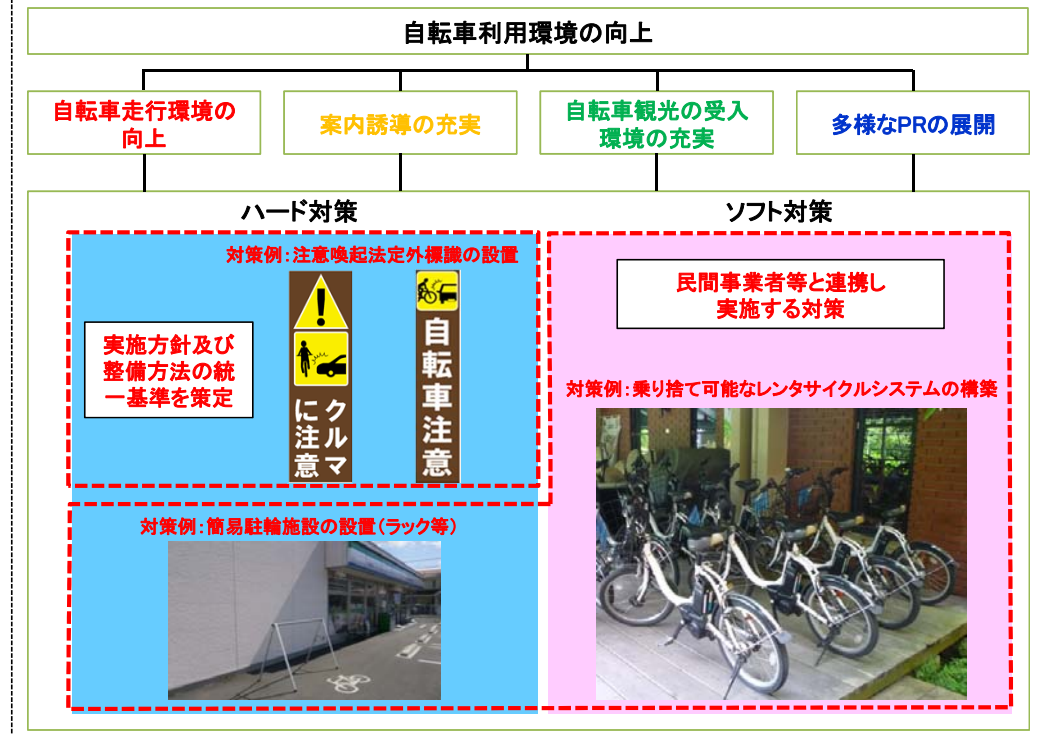 自転車利用環境の向上
自転車走行環境の
向上
案内誘導の充実
自転車観光の受入
環境の充実
多様なPRの展開
ハード対策
ソフト対策
対策例：注意喚起法定外標識の設置
実施方針及び
整備方法の統
一基準を策定
クルマ
に注意
自転車注意
民間事業者等と連携し
実施する対策
対策例：乗り捨て可能なレンタサイクルシステムの構築
対策例：簡易駐輪施設の設置（ラック等）